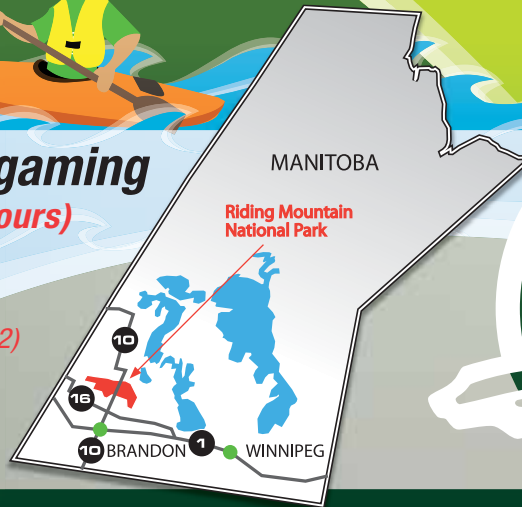 gaming
ours)
2)
MANITOBA
Riding Mountain
National Park
10
16
10 BRANDON 1 WINNIPEG